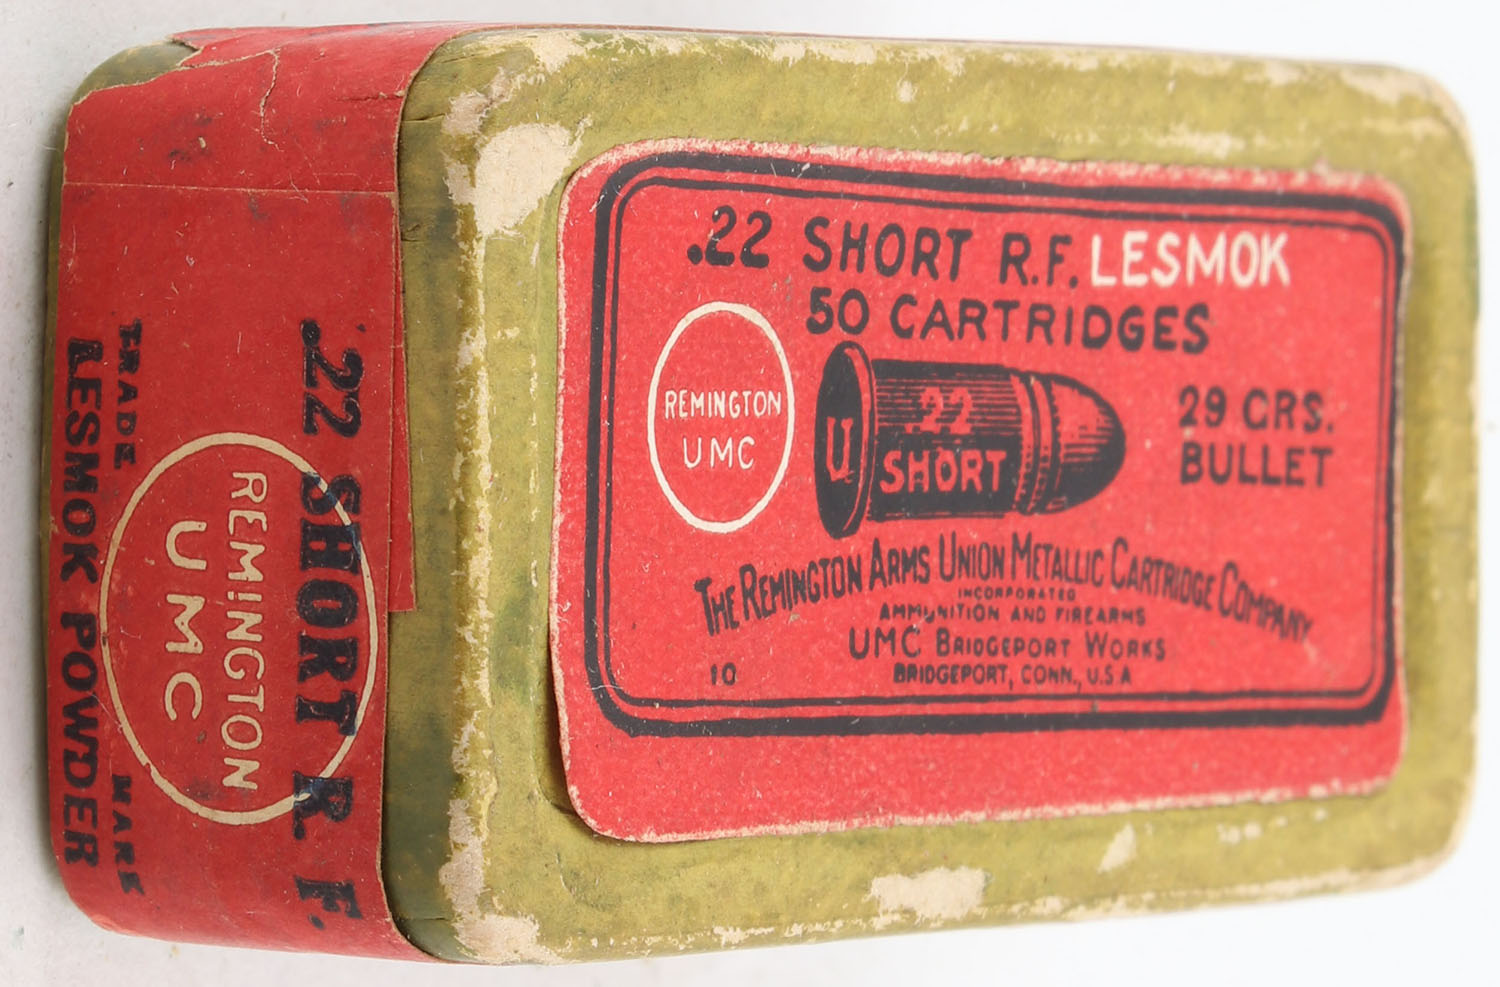 .22 SHORT R.F. LESMOK
50 CARTRIDGES
REMINGTON
UMC
U
22
SHORT
29 GRS.
BULLET
THE REMINGTON ARMS UNION METALLIC CARTRIDGE COMPANY
INCORPORATED
AMMUNITION AND FIREARMS
UMC BRIDGEPORT WORKS
BRIDGEPORT, CONN., U.S.A
10
.22 SHORT R. F.
REMINGTON
UMC
TRADE MARK
LESMOK POWDER